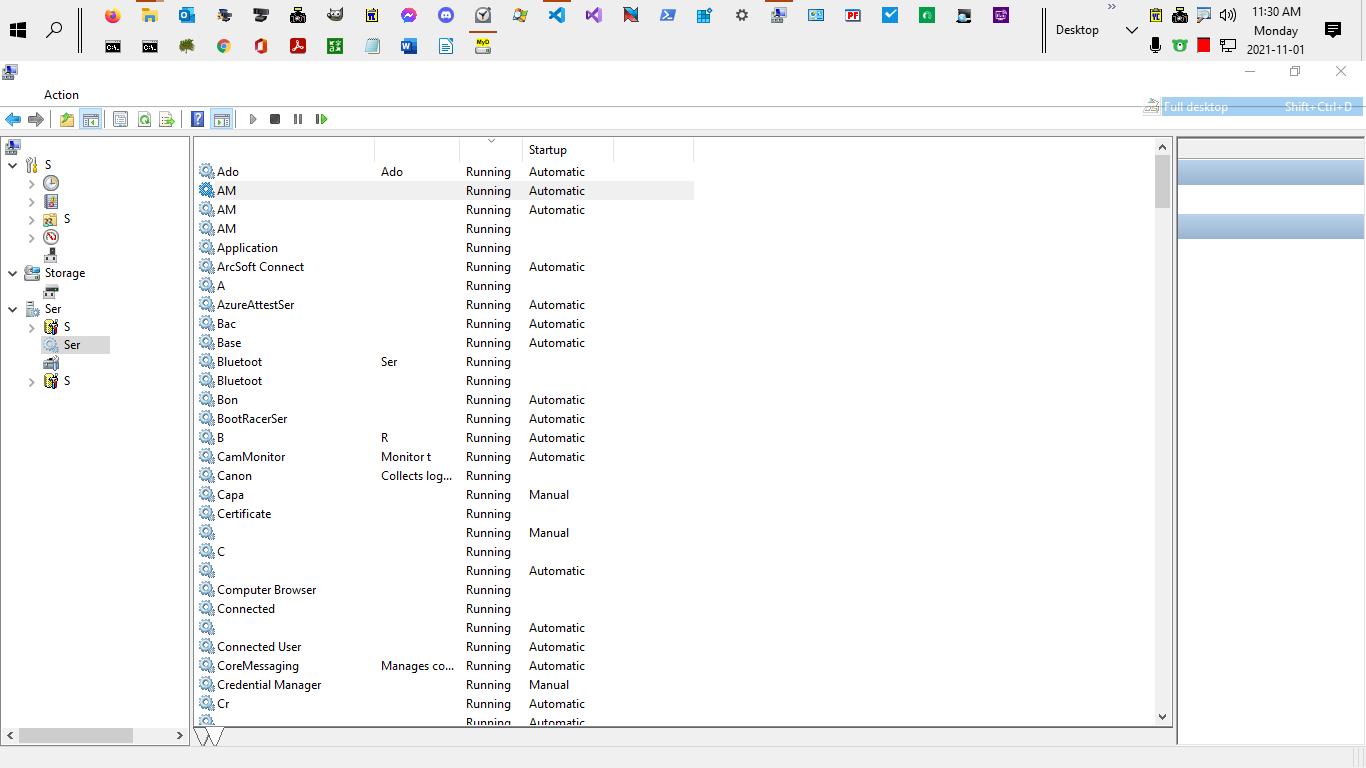 11:30 AM
Desktop
Monday
2021-11-01
Action
Full desktop Shift+Ctrl+D
Startup
S
S
Storage
Ser
S
Ser
S
Ado Ado Running Automatic
AM Running Automatic
AM Running Automatic
AM Running
Application Running
ArcSoft Connect Running Automatic
A Running
AzureAttestSer Running Automatic
Bac Running Automatic
Base Running Automatic
Bluetoot Ser Running
Bluetoot Running
Bon Running Automatic
BootRacerSer Running Automatic
B R Running Automatic
CamMonitor Monitor t Running Automatic
Canon Collects log... Running
Capa Running Manual
Certificate Running
Running Manual
C Running
Running Automatic
Computer Browser Running
Connected Running
Running Automatic
Connected User Running Automatic
CoreMessaging Manages co... Running Automatic
Credential Manager Running Manual
Cr Running Automatic
Running Automatic